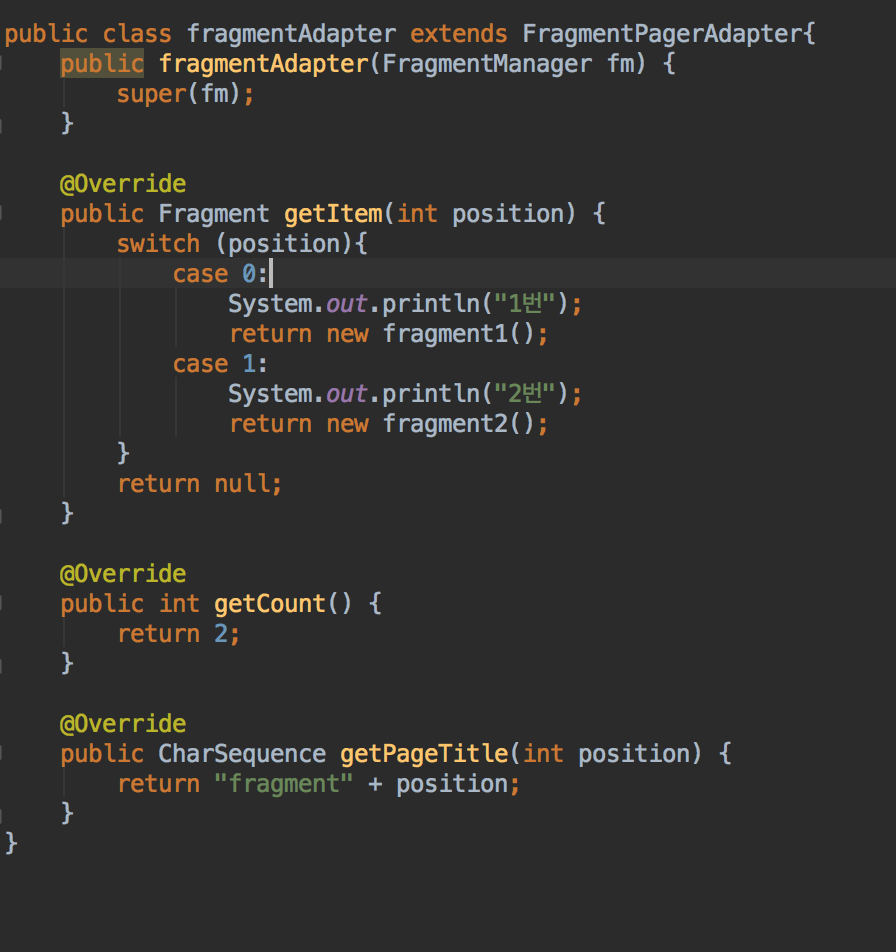 public class fragmentAdapter extends FragmentPagerAdapter{
    public fragmentAdapter(FragmentManager fm) {
        super(fm);
    }

    @Override
    public Fragment getItem(int position) {
        switch (position){
            case 0:
                System.out.println("1번");
                return new fragment1();
            case 1:
                System.out.println("2번");
                return new fragment2();
        }
        return null;
    }

    @Override
    public int getCount() {
        return 2;
    }

    @Override
    public CharSequence getPageTitle(int position) {
        return "fragment" + position;
    }
}